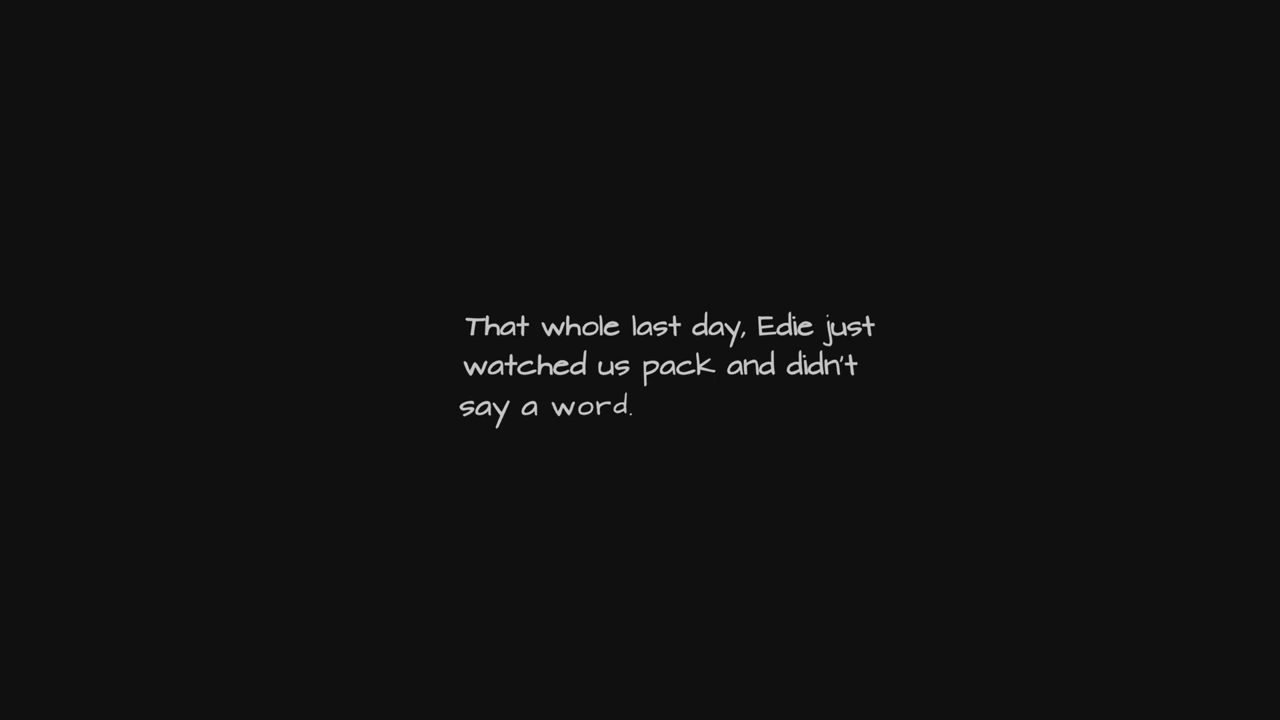 That whole last day, Edie just
watched us pack and didn't
say a word.